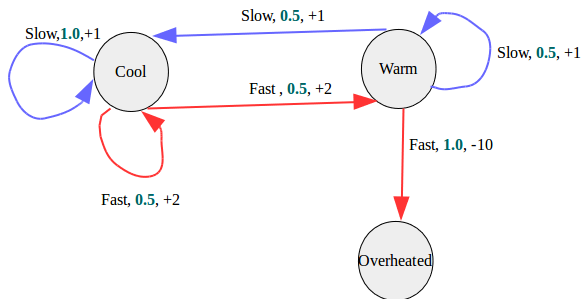 Slow, 0.5, +1
Slow,1.0,+1
Slow, 0.5, +1
Cool
Warm
Fast , 0.5, +2
Fast, 1.0, -10
Fast, 0.5, +2
Overheated